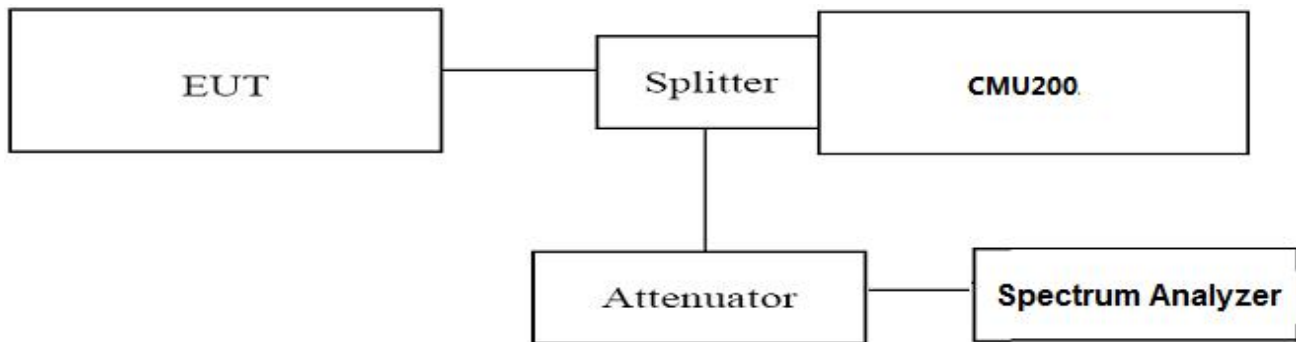 EUT
Splitter
CMU200.
Attenuator
Spectrum Analyzer